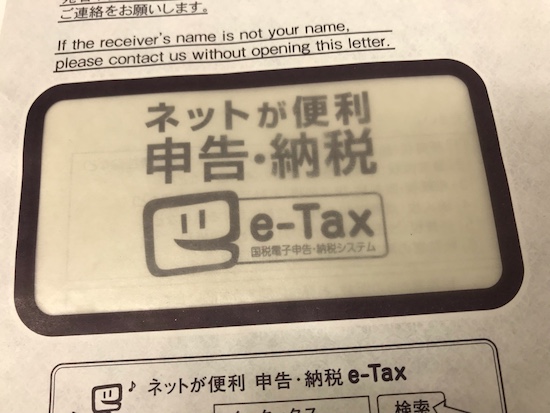 ご連絡をお願いします。
If the receiver's name is not your name,
please contact us without opening this letter.
ネットが便利
申告・納税
e-Tax
国税電子申告・納税システム
♪ ネットが便利 申告・納税 e-Tax
検索